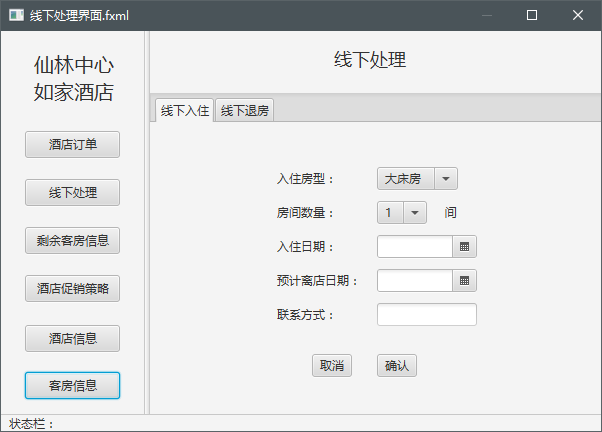 线下处理界面.fxml
仙林中心
如家酒店
酒店订单
线下处理
剩余客房信息
酒店促销策略
酒店信息
客房信息
线下处理
线下入住 线下退房
入住房型： 大床房
房间数量： 1 间
入住日期：
预计离店日期：
联系方式：
取消 确认
状态栏：